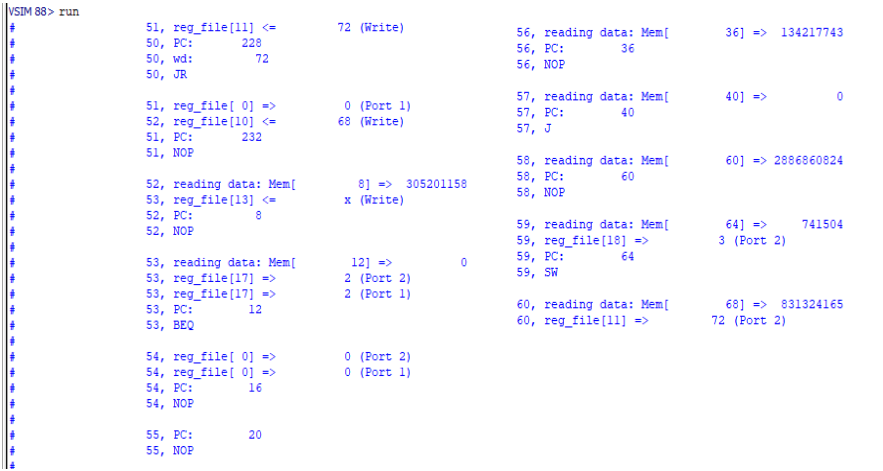 VSIM 88> run
# 51, reg_file[11] <= 72 (Write)
# 50, PC: 228
# 50, wd: 72
# 50, JR
#
# 51, reg_file[ 0] => 0 (Port 1)
# 52, reg_file[10] <= 68 (Write)
# 51, PC: 232
# 51, NOP
#
# 52, reading data: Mem[ 8] => 305201158
# 53, reg_file[13] <= x (Write)
# 52, PC: 8
# 52, NOP
#
# 53, reading data: Mem[ 12] => 0
# 53, reg_file[17] => 2 (Port 2)
# 53, reg_file[17] => 2 (Port 1)
# 53, PC: 12
# 53, BEQ
#
# 54, reg_file[ 0] => 0 (Port 2)
# 54, reg_file[ 0] => 0 (Port 1)
# 54, PC: 16
# 54, NOP
#
# 55, PC: 20
# 55, NOP
#
56, reading data: Mem[ 36] => 134217743
56, PC: 36
56, NOP
57, reading data: Mem[ 40] => 0
57, PC: 40
57, J
58, reading data: Mem[ 60] => 2886860824
58, PC: 60
58, NOP
59, reading data: Mem[ 64] => 741504
59, reg_file[18] => 3 (Port 2)
59, PC: 64
59, SW
60, reading data: Mem[ 68] => 831324165
60, reg_file[11] => 72 (Port 2)